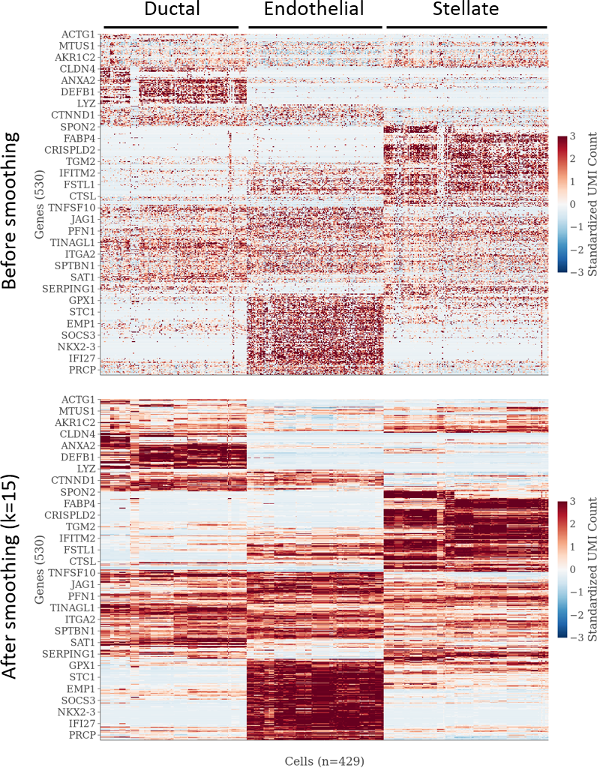 Ductal Endothelial Stellate
Before smoothing
Genes (530)
ACTG1
MTUS1
AKR1C2
CLDN4
ANXA2
DEFB1
LYZ
CTNND1
SPON2
FABP4
CRISPLD2
TGM2
IFITM2
FSTL1
CTSL
TNFSF10
JAG1
PFN1
TINAGL1
ITGA2
SPTBN1
SAT1
SERPING1
GPX1
STC1
EMP1
SOCS3
NKX2-3
IFI27
PRCP
3
2
1
0
−1
−2
−3
Standardized UMI Count
After smoothing (k=15)
Genes (530)
ACTG1
MTUS1
AKR1C2
CLDN4
ANXA2
DEFB1
LYZ
CTNND1
SPON2
FABP4
CRISPLD2
TGM2
IFITM2
FSTL1
CTSL
TNFSF10
JAG1
PFN1
TINAGL1
ITGA2
SPTBN1
SAT1
SERPING1
GPX1
STC1
EMP1
SOCS3
NKX2-3
IFI27
PRCP
3
2
1
0
−1
−2
−3
Standardized UMI Count
Cells (n=429)